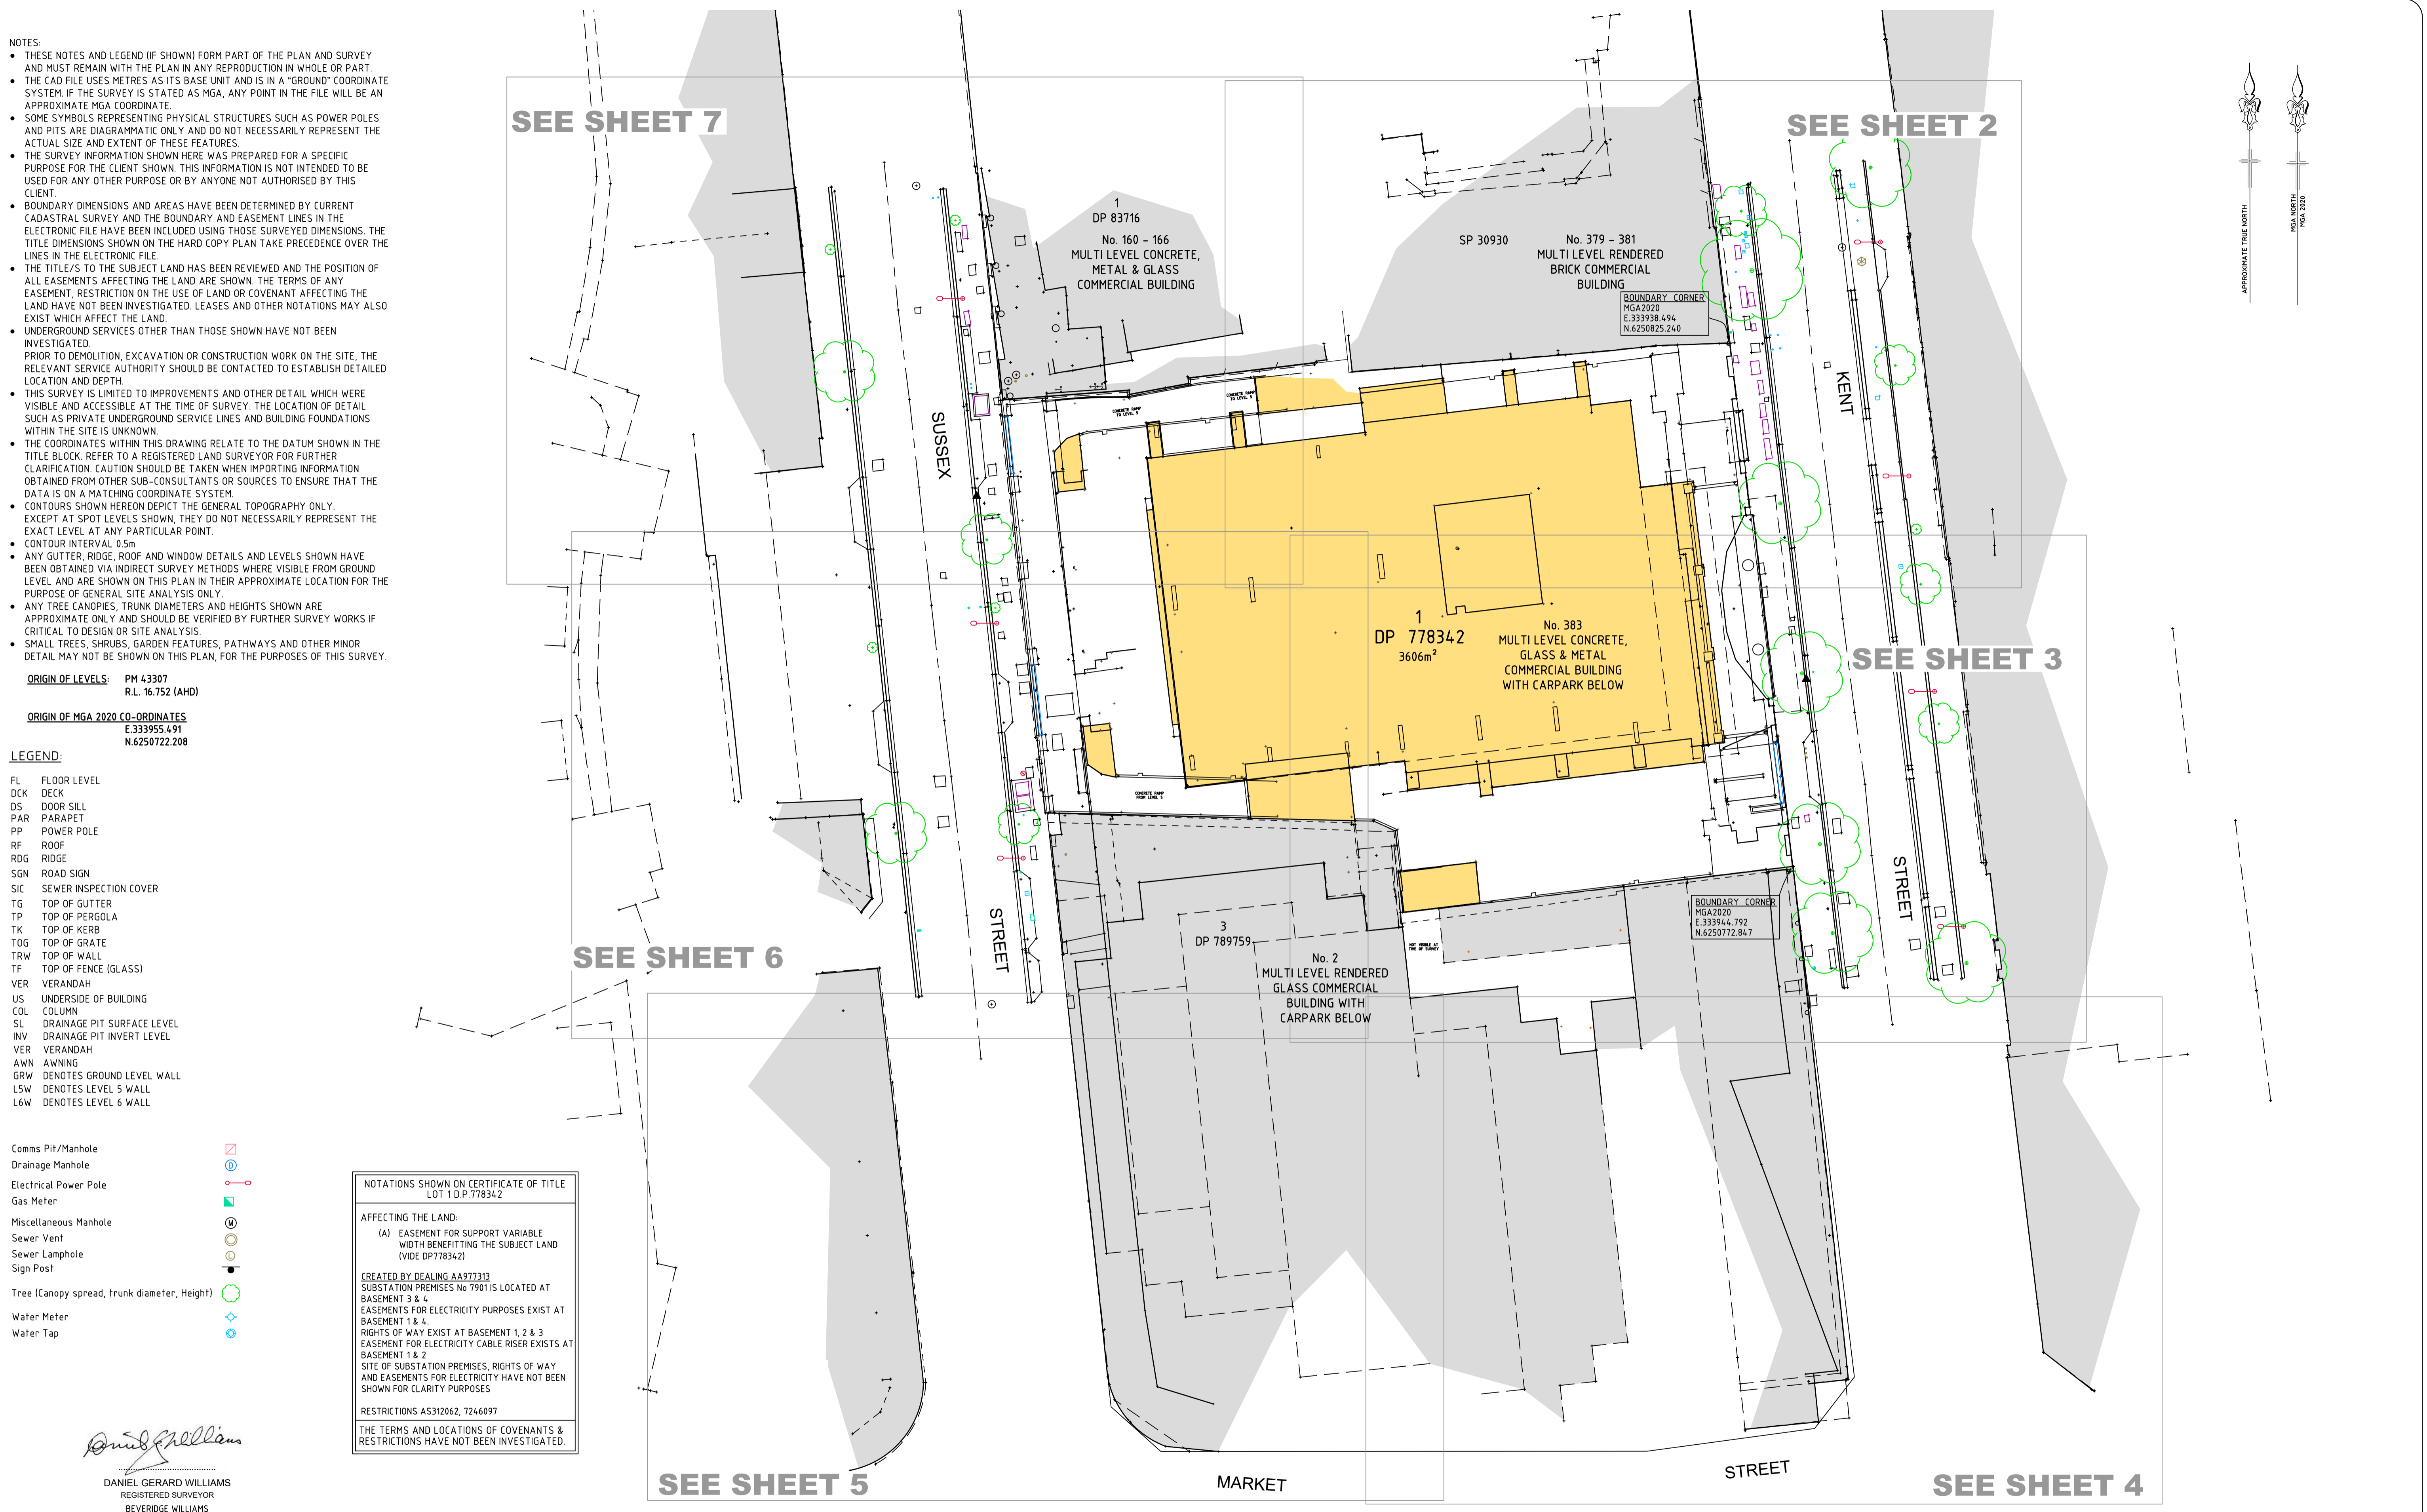 NOTES:
● THESE NOTES AND LEGEND (IF SHOWN) FORM PART OF THE PLAN AND SURVEY
AND MUST REMAIN WITH THE PLAN IN ANY REPRODUCTION IN WHOLE OR PART.
● THE CAD FILE USES METRES AS ITS BASE UNIT AND IS IN A "GROUND" COORDINATE
SYSTEM. IF THE SURVEY IS STATED AS MGA, ANY POINT IN THE FILE WILL BE AN
APPROXIMATE MGA COORDINATE.
● SOME SYMBOLS REPRESENTING PHYSICAL STRUCTURES SUCH AS POWER POLES
AND PITS ARE DIAGRAMMATIC ONLY AND DO NOT NECESSARILY REPRESENT THE
ACTUAL SIZE AND EXTENT OF THESE FEATURES.
● THE SURVEY INFORMATION SHOWN HERE WAS PREPARED FOR A SPECIFIC
PURPOSE FOR THE CLIENT SHOWN. THIS INFORMATION IS NOT INTENDED TO BE
USED FOR ANY OTHER PURPOSE OR BY ANYONE NOT AUTHORISED BY THIS
CLIENT.
● BOUNDARY DIMENSIONS AND AREAS HAVE BEEN DETERMINED BY CURRENT
CADASTRAL SURVEY AND THE BOUNDARY AND EASEMENT LINES IN THE
ELECTRONIC FILE HAVE BEEN INCLUDED USING THOSE SURVEYED DIMENSIONS. THE
TITLE DIMENSIONS SHOWN ON THE HARD COPY PLAN TAKE PRECEDENCE OVER THE
LINES IN THE ELECTRONIC FILE.
● THE TITLE/S TO THE SUBJECT LAND HAS BEEN REVIEWED AND THE POSITION OF
ALL EASEMENTS AFFECTING THE LAND ARE SHOWN. THE TERMS OF ANY
EASEMENT, RESTRICTION ON THE USE OF LAND OR COVENANT AFFECTING THE
LAND HAVE NOT BEEN INVESTIGATED. LEASES AND OTHER NOTATIONS MAY ALSO
EXIST WHICH AFFECT THE LAND.
● UNDERGROUND SERVICES OTHER THAN THOSE SHOWN HAVE NOT BEEN
INVESTIGATED.
PRIOR TO DEMOLITION, EXCAVATION OR CONSTRUCTION WORK ON THE SITE, THE
RELEVANT SERVICE AUTHORITY SHOULD BE CONTACTED TO ESTABLISH DETAILED
LOCATION AND DEPTH.
● THIS SURVEY IS LIMITED TO IMPROVEMENTS AND OTHER DETAIL WHICH WERE
VISIBLE AND ACCESSIBLE AT THE TIME OF SURVEY. THE LOCATION OF DETAIL
SUCH AS PRIVATE UNDERGROUND SERVICE LINES AND BUILDING FOUNDATIONS
WITHIN THE SITE IS UNKNOWN.
● THE COORDINATES WITHIN THIS DRAWING RELATE TO THE DATUM SHOWN IN THE
TITLE BLOCK. REFER TO A REGISTERED LAND SURVEYOR FOR FURTHER
CLARIFICATION. CAUTION SHOULD BE TAKEN WHEN IMPORTING INFORMATION
OBTAINED FROM OTHER SUB-CONSULTANTS OR SOURCES TO ENSURE THAT THE
DATA IS ON A MATCHING COORDINATE SYSTEM.
● CONTOURS SHOWN HEREON DEPICT THE GENERAL TOPOGRAPHY ONLY.
EXCEPT AT SPOT LEVELS SHOWN, THEY DO NOT NECESSARILY REPRESENT THE
EXACT LEVEL AT ANY PARTICULAR POINT.
● CONTOUR INTERVAL 0.5m
● ANY GUTTER, RIDGE, ROOF AND WINDOW DETAILS AND LEVELS SHOWN HAVE
BEEN OBTAINED VIA INDIRECT SURVEY METHODS WHERE VISIBLE FROM GROUND
LEVEL AND ARE SHOWN ON THIS PLAN IN THEIR APPROXIMATE LOCATION FOR THE
PURPOSE OF GENERAL SITE ANALYSIS ONLY.
● ANY TREE CANOPIES, TRUNK DIAMETERS AND HEIGHTS SHOWN ARE
APPROXIMATE ONLY AND SHOULD BE VERIFIED BY FURTHER SURVEY WORKS IF
CRITICAL TO DESIGN OR SITE ANALYSIS.
● SMALL TREES, SHRUBS, GARDEN FEATURES, PATHWAYS AND OTHER MINOR
DETAIL MAY NOT BE SHOWN ON THIS PLAN, FOR THE PURPOSES OF THIS SURVEY.
ORIGIN OF LEVELS: PM 43307
R.L. 16.752 (AHD)
ORIGIN OF MGA 2020 CO-ORDINATES
E.333955.491
N.6250722.208
LEGEND:
FL FLOOR LEVEL
DCK DECK
DS DOOR SILL
PAR PARAPET
PP POWER POLE
RF ROOF
RDG RIDGE
SGN ROAD SIGN
SIC SEWER INSPECTION COVER
TG TOP OF GUTTER
TP TOP OF PERGOLA
TK TOP OF KERB
TOG TOP OF GRATE
TRW TOP OF WALL
TF TOP OF FENCE (GLASS)
VER VERANDAH
US UNDERSIDE OF BUILDING
COL COLUMN
SL DRAINAGE PIT SURFACE LEVEL
INV DRAINAGE PIT INVERT LEVEL
VER VERANDAH
AWN AWNING
GRW DENOTES GROUND LEVEL WALL
L5W DENOTES LEVEL 5 WALL
L6W DENOTES LEVEL 6 WALL
Comms Pit/Manhole
Drainage Manhole D
Electrical Power Pole
Gas Meter
Miscellaneous Manhole M
Sewer Vent
Sewer Lamphole L
Sign Post
Tree (Canopy spread, trunk diameter, Height)
Water Meter
Water Tap
DANIEL GERARD WILLIAMS
REGISTERED SURVEYOR
BEVERIDGE WILLIAMS
NOTATIONS SHOWN ON CERTIFICATE OF TITLE
LOT 1 D.P.778342
AFFECTING THE LAND:
(A) EASEMENT FOR SUPPORT VARIABLE
WIDTH BENEFITTING THE SUBJECT LAND
(VIDE DP778342)
CREATED BY DEALING AA977313
SUBSTATION PREMISES No 7901 IS LOCATED AT
BASEMENT 3 & 4
EASEMENTS FOR ELECTRICITY PURPOSES EXIST AT
BASEMENT 1 & 4.
RIGHTS OF WAY EXIST AT BASEMENT 1, 2 & 3
EASEMENT FOR ELECTRICITY CABLE RISER EXISTS AT
BASEMENT 1 & 2
SITE OF SUBSTATION PREMISES, RIGHTS OF WAY
AND EASEMENTS FOR ELECTRICITY HAVE NOT BEEN
SHOWN FOR CLARITY PURPOSES
RESTRICTIONS AS312062, 7246097
THE TERMS AND LOCATIONS OF COVENANTS &
RESTRICTIONS HAVE NOT BEEN INVESTIGATED.
SEE SHEET 7
SEE SHEET 2
1
DP 83716
No. 160 - 166
MULTI LEVEL CONCRETE,
METAL & GLASS
COMMERCIAL BUILDING
SP 30930
No. 379 - 381
MULTI LEVEL RENDERED
BRICK COMMERCIAL
BUILDING
BOUNDARY CORNER
MGA2020
E.333938.494
N.6250825.240
APPROXIMATE TRUE NORTH
MGA NORTH
MGA 2020
CONCRETE RAMP
TO LEVEL 5
CONCRETE RAMP
TO LEVEL 5
SUSSEX
KENT
1
DP 778342
3606m²
No. 383
MULTI LEVEL CONCRETE,
GLASS & METAL
COMMERCIAL BUILDING
WITH CARPARK BELOW
SEE SHEET 3
CONCRETE RAMP
FROM LEVEL 5
STREET
STREET
BOUNDARY CORNER
MGA2020
E.333944.792
N.6250772.847
3
DP 789759
NOT VISIBLE AT
TIME OF SURVEY
No. 2
MULTI LEVEL RENDERED
GLASS COMMERCIAL
BUILDING WITH
CARPARK BELOW
SEE SHEET 6
SEE SHEET 5
MARKET
STREET
SEE SHEET 4